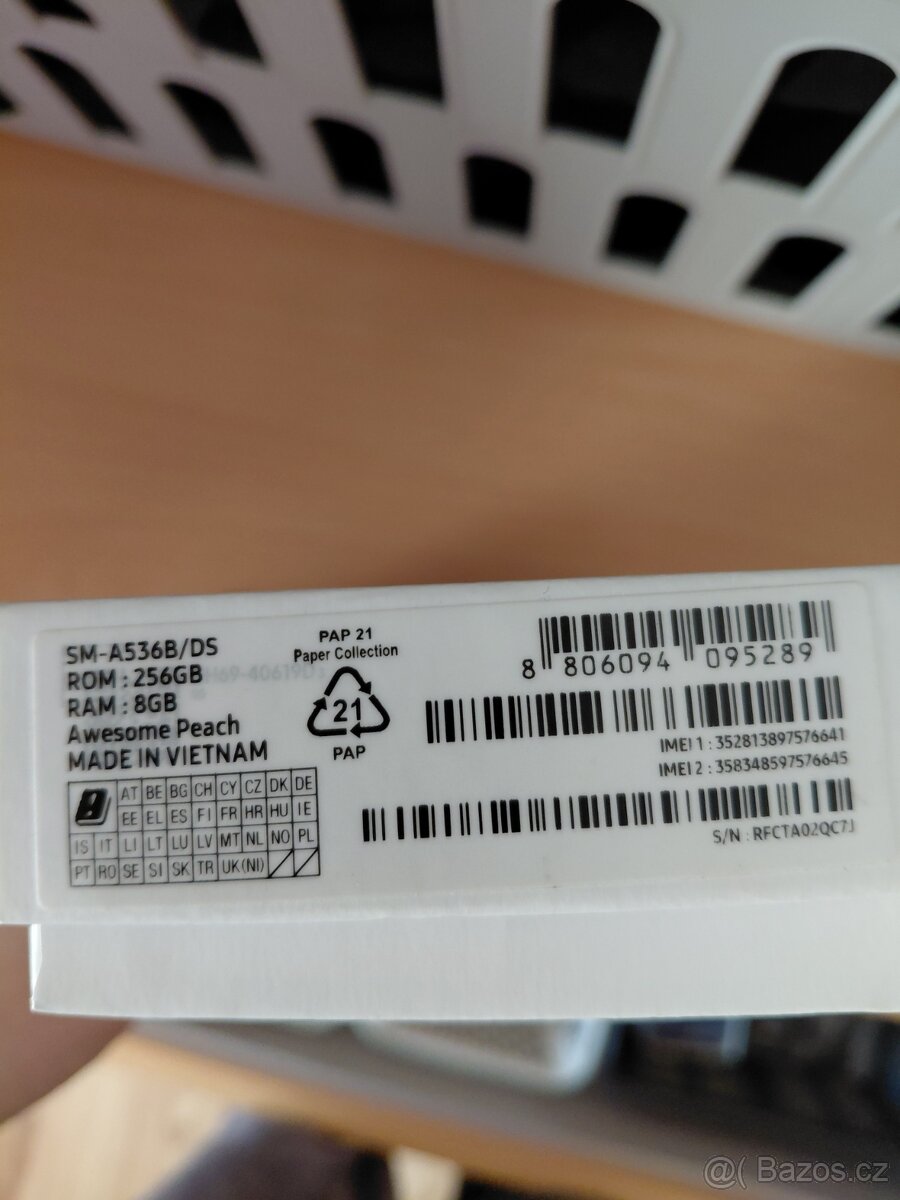 SM-A536B/DS
ROM : 256GB
RAM : 8GB
Awesome Peach
MADE IN VIETNAM
PAP 21
Paper Collection
21
PAP
8 806094 095289
IMEI 1 : 352813897576641
IMEI 2 : 358348597576645
S/N : RFCTA02QC7J
AT BE BG CH CY CZ DK DE
EE EL ES FI FR HR HU IE
IS IT LI LT LU LV MT NL NO PL
PT RO SE SI SK TR UK(NI)
@( Bazos.cz